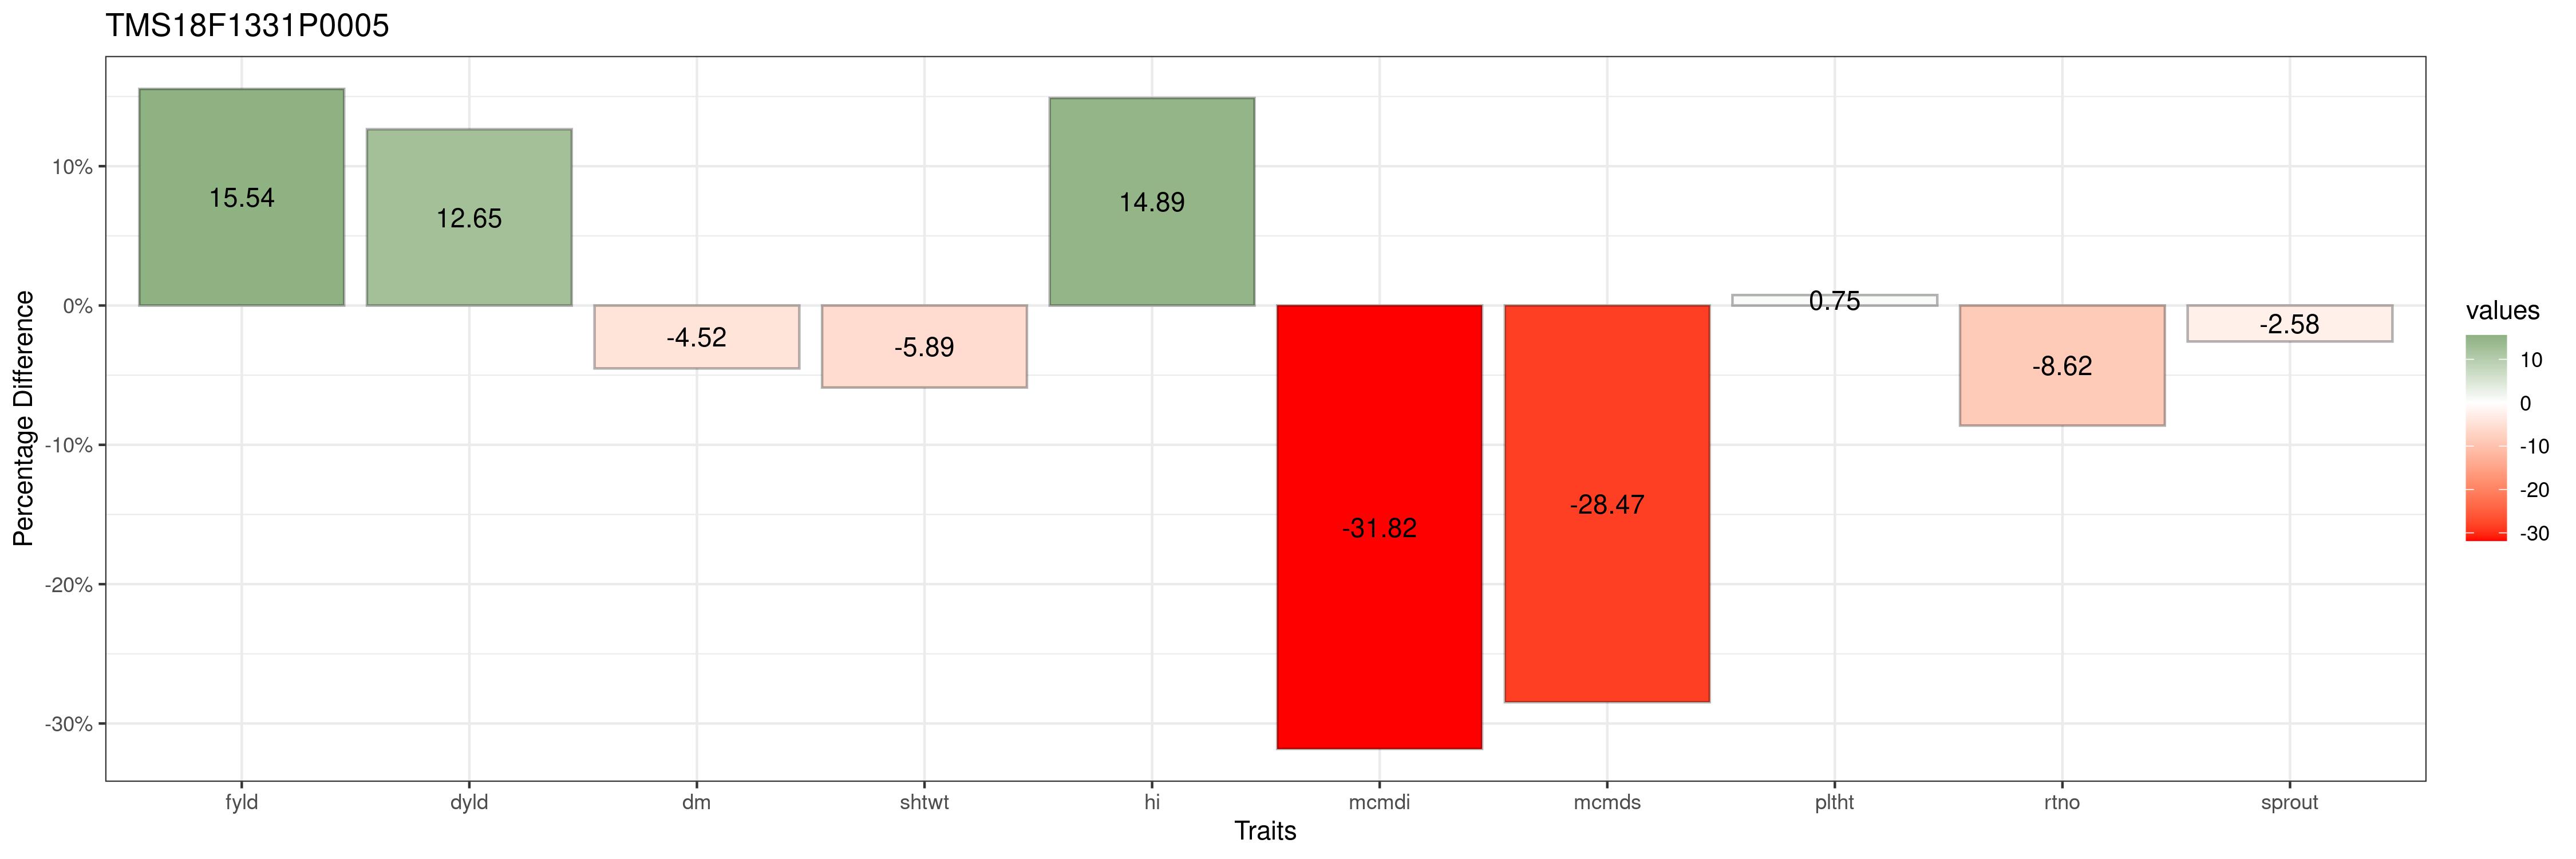 TMS18F1331P0005
Percentage Difference
10%
0%
-10%
-20%
-30%
15.54
12.65
-4.52
-5.89
14.89
-31.82
-28.47
0.75
-8.62
-2.58
fyld
dyld
dm
shtwt
hi
mcmdi
mcmds
pltht
rtno
sprout
Traits
values
10
0
-10
-20
-30